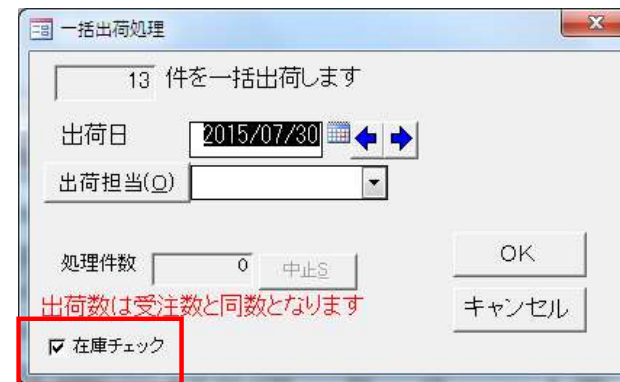 一括出荷処理
13 件を一括出荷します
出荷日 2015/07/30
出荷担当(O)
処理件数 0 中止S
OK
出荷数は受注数と同数となります
キャンセル
在庫チェック